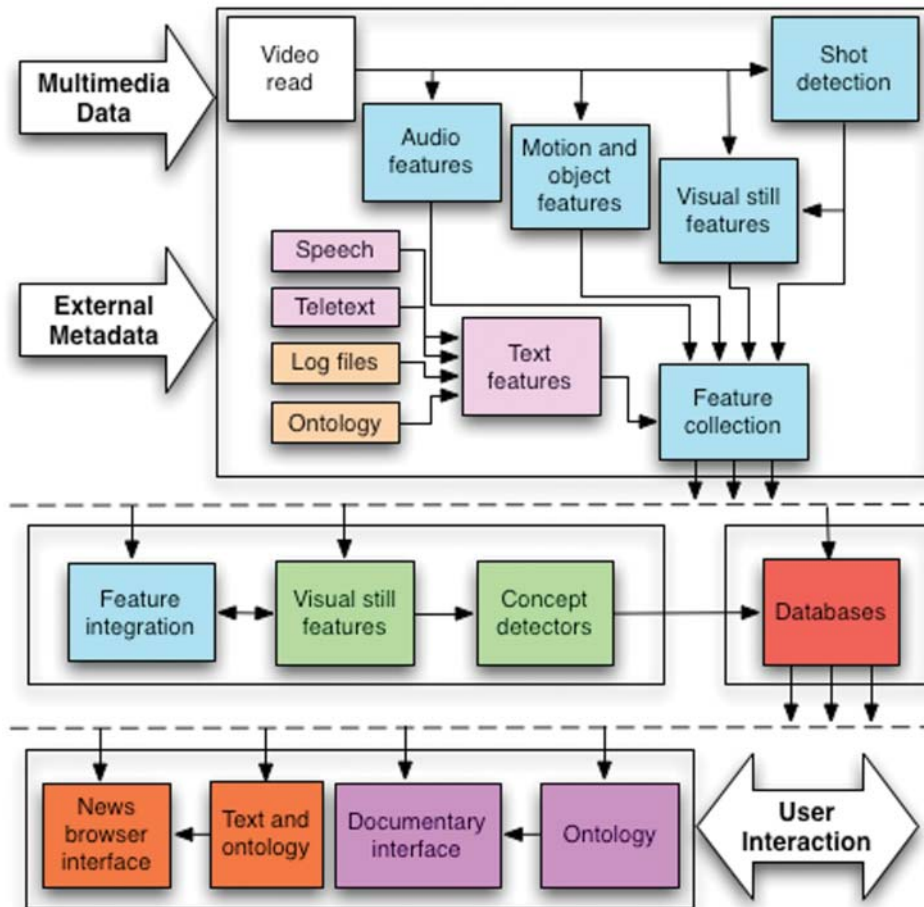 Multimedia
Data
Video
read
Shot
detection
Audio
features
Motion and
object
features
Visual still
features
External
Metadata
Speech
Teletext
Log files
Ontology
Text
features
Feature
collection
Feature
integration
Visual still
features
Concept
detectors
Databases
News
browser
interface
Text and
ontology
Documentary
interface
Ontology
User
Interaction